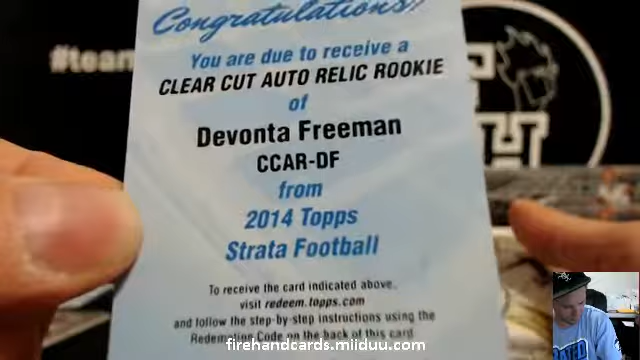 Congratulations!
#team
You are due to receive a
CLEAR CUT AUTO RELIC ROOKIE
of
Devonta Freeman
CCAR-DF
from
2014 Topps
Strata Football
To receive the card indicated above,
visit redeem.topps.com
and follow the step-by-step instructions using the
Redemption Code on the back of this card
firehandcards.miiduu.com